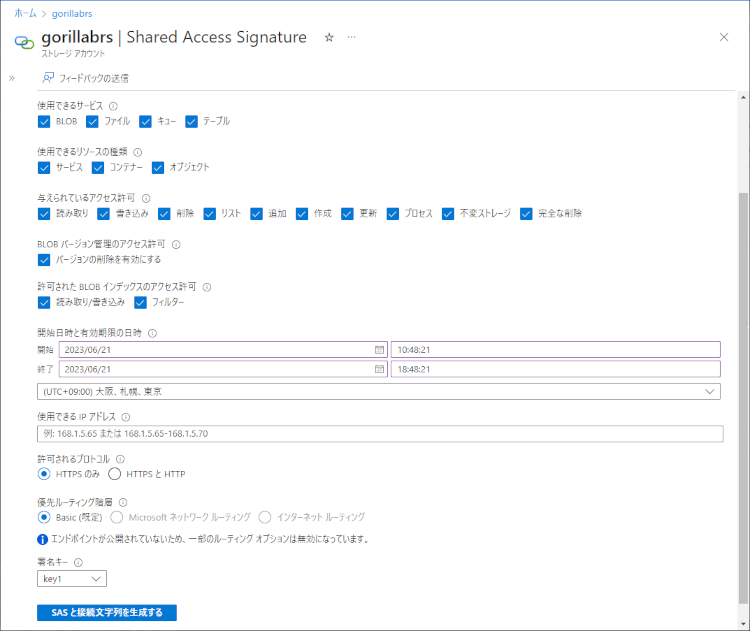 ホーム > gorillabrs
gorillabrs | Shared Access Signature ☆ …
ストレージ アカウント
フィードバックの送信
使用できるサービス
BLOB ファイル キュー テーブル
使用できるリソースの種類
サービス コンテナー オブジェクト
与えられているアクセス許可
読み取り 書き込み 削除 リスト 追加 作成 更新 プロセス 不変ストレージ 完全な削除
BLOB バージョン管理のアクセス許可
バージョンの削除を有効にする
許可された BLOB インデックスのアクセス許可
読み取り/書き込み フィルター
開始日時と有効期限の日時
開始 2023/06/21 10:48:21
終了 2023/06/21 18:48:21
(UTC+09:00) 大阪、札幌、東京
使用できる IP アドレス
例: 168.1.5.65 または 168.1.5.65-168.1.5.70
許可されるプロトコル
HTTPS のみ HTTPS と HTTP
優先ルーティング階層
Basic (既定) Microsoft ネットワーク ルーティング インターネット ルーティング
エンドポイントが公開されていないため、一部のルーティング オプションは無効になっています。
署名キー
key1
SAS と接続文字列を生成する